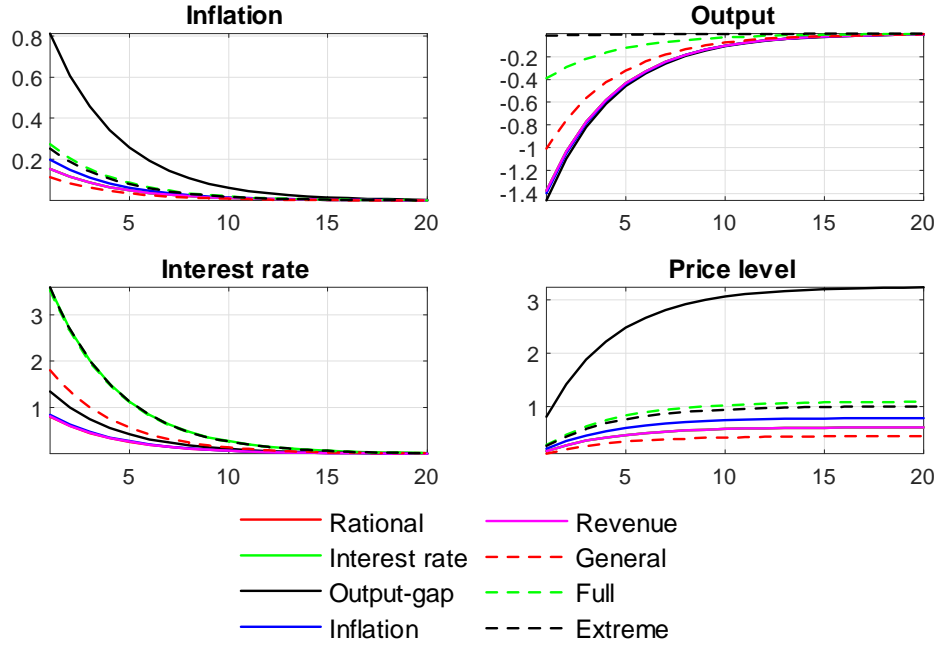 Inflation
0.8
0.6
0.4
0.2
5 10 15 20
Output
-0.2
-0.4
-0.6
-0.8
-1
-1.2
-1.4
5 10 15 20
Interest rate
3
2
1
5 10 15 20
Price level
3
2
1
5 10 15 20
Rational
Interest rate
Output-gap
Inflation
Revenue
General
Full
Extreme